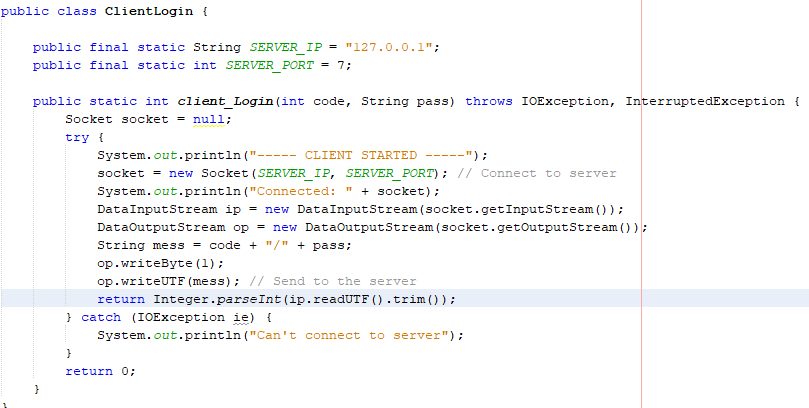 public class ClientLogin {
public final static String SERVER_IP = "127.0.0.1";
public final static int SERVER_PORT = 7;
public static int client_Login(int code, String pass) throws IOException, InterruptedException {
Socket socket = null;
try {
System.out.println("----- CLIENT STARTED -----");
socket = new Socket(SERVER_IP, SERVER_PORT); // Connect to server
System.out.println("Connected: " + socket);
DataInputStream ip = new DataInputStream(socket.getInputStream());
DataOutputStream op = new DataOutputStream(socket.getOutputStream());
String mess = code + "/" + pass;
op.writeByte(1);
op.writeUTF(mess); // Send to the server
return Integer.parseInt(ip.readUTF().trim());
} catch (IOException ie) {
System.out.println("Can't connect to server");
}
return 0;
}
}